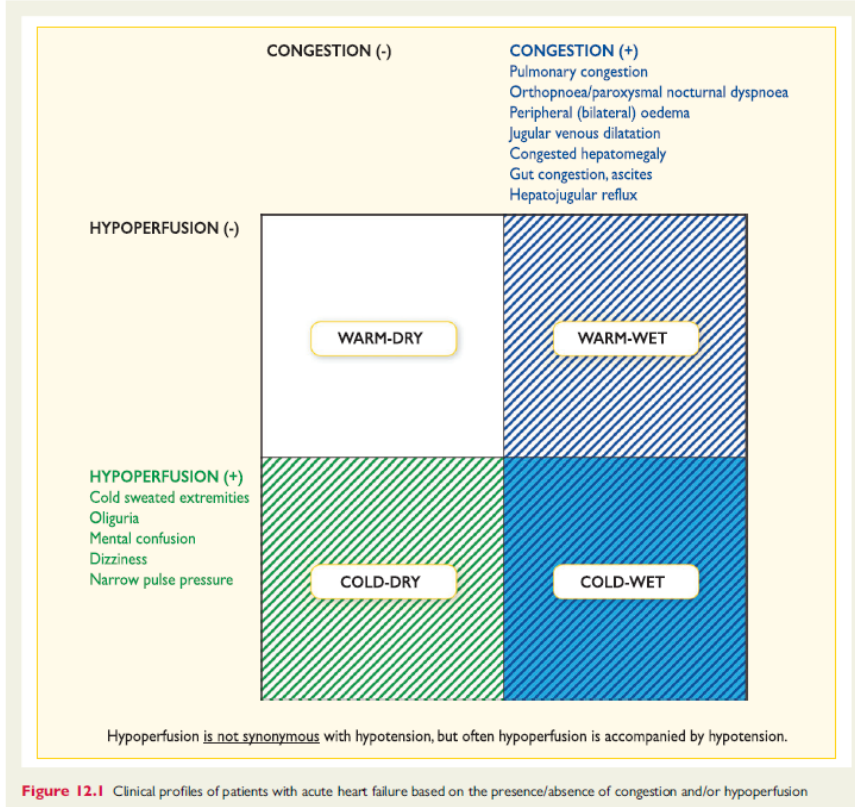 CONGESTION (-)
CONGESTION (+)
Pulmonary congestion
Orthopnoea/paroxysmal nocturnal dyspnoea
Peripheral (bilateral) oedema
Jugular venous dilatation
Congested hepatomegaly
Gut congestion, ascites
Hepatojugular reflux
HYPOPERFUSION (-)
WARM-DRY
WARM-WET
HYPOPERFUSION (+)
Cold sweated extremities
Oliguria
Mental confusion
Dizziness
Narrow pulse pressure
COLD-DRY
COLD-WET
Hypoperfusion is not synonymous with hypotension, but often hypoperfusion is accompanied by hypotension.
Figure 12.1 Clinical profiles of patients with acute heart failure based on the presence/absence of congestion and/or hypoperfusion